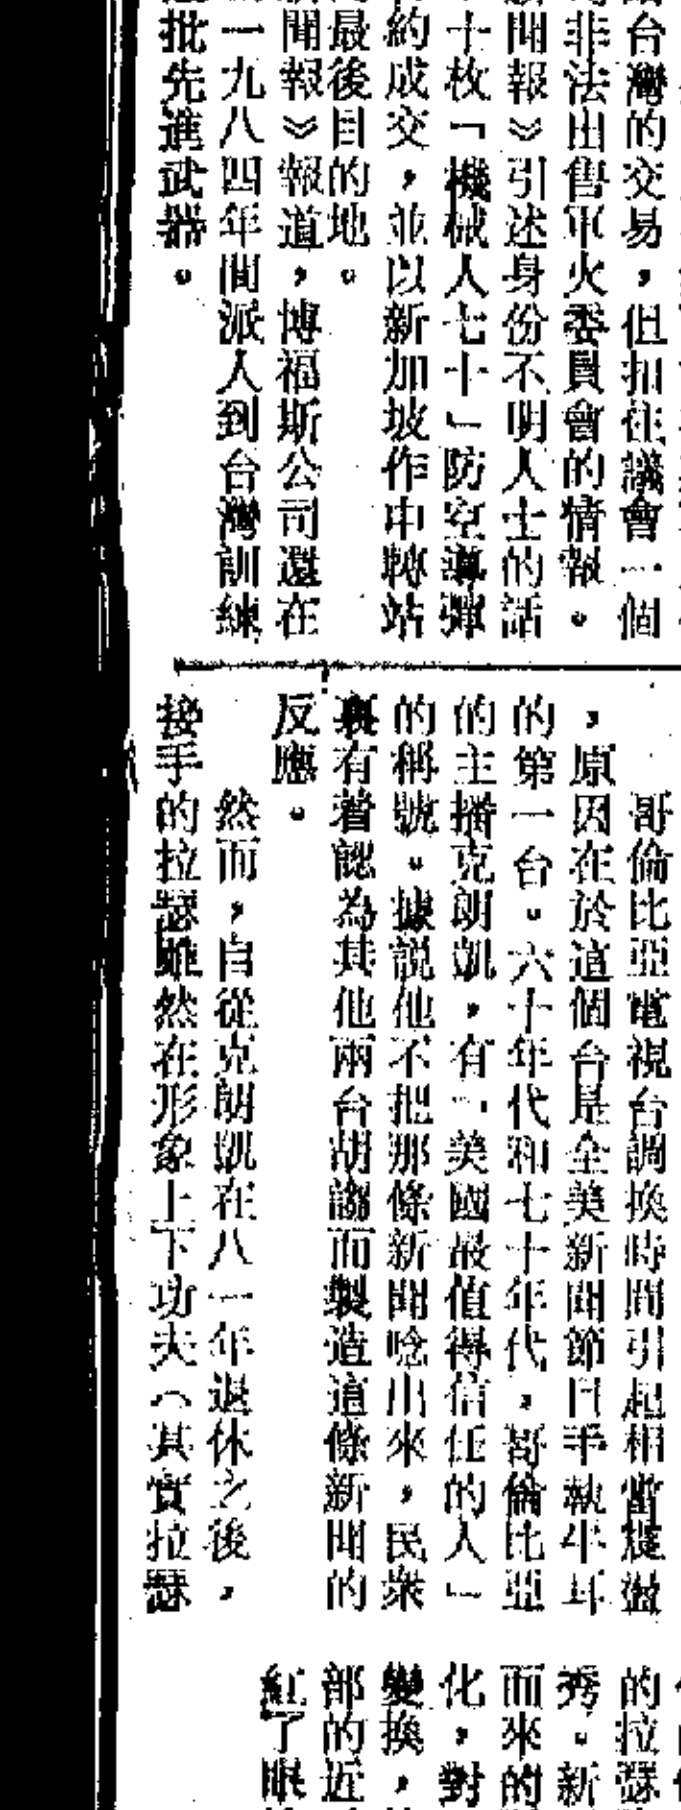 台灣的交易，但扣住議會一個
非法出售軍火委員會的情報。
聞報》引述身份不明人士的話
十枚「機械人七十」防空導彈
約成交，並以新加坡作中轉站
最後目的地。
聞報》報道，博福斯公司還在
一九八四年間派人到台灣訓練
批先進武器。
哥倫比亞電視台調換時間引起相當震盪
，原因在於這個台是全美新聞節目手執牛耳
的第一台。六十年代和七十年代，哥倫比亞
的主播克朗凱，有「美國最值得信任的人」
的稱號。據說他不把那條新聞唸出來，民衆
裏有着認為其他兩台胡謅而製造這條新聞的
反應。
然而，自從克朗凱在八一年退休之後，
接手的拉瑟雖然在形象上下功夫（其實拉瑟
的拉瑟
秀。新
而來的
化，對
變換，
部的近
紅了眼